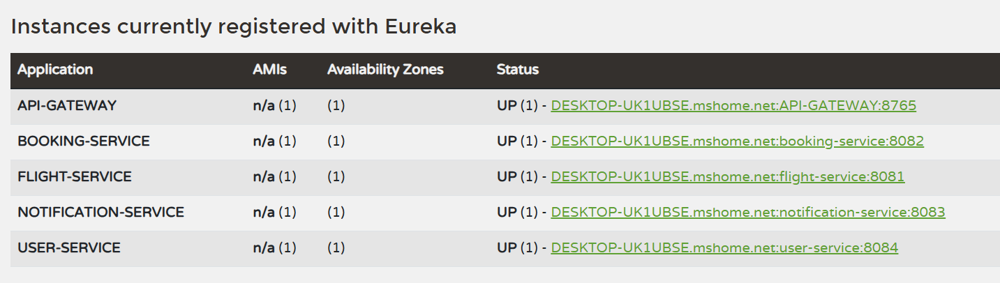 Instances currently registered with Eureka
Application AMIs Availability Zones Status
API-GATEWAY n/a (1) (1) UP (1) - DESKTOP-UK1UBSE.mshome.net:API-GATEWAY:8765
BOOKING-SERVICE n/a (1) (1) UP (1) - DESKTOP-UK1UBSE.mshome.net:booking-service:8082
FLIGHT-SERVICE n/a (1) (1) UP (1) - DESKTOP-UK1UBSE.mshome.net:flight-service:8081
NOTIFICATION-SERVICE n/a (1) (1) UP (1) - DESKTOP-UK1UBSE.mshome.net:notification-service:8083
USER-SERVICE n/a (1) (1) UP (1) - DESKTOP-UK1UBSE.mshome.net:user-service:8084